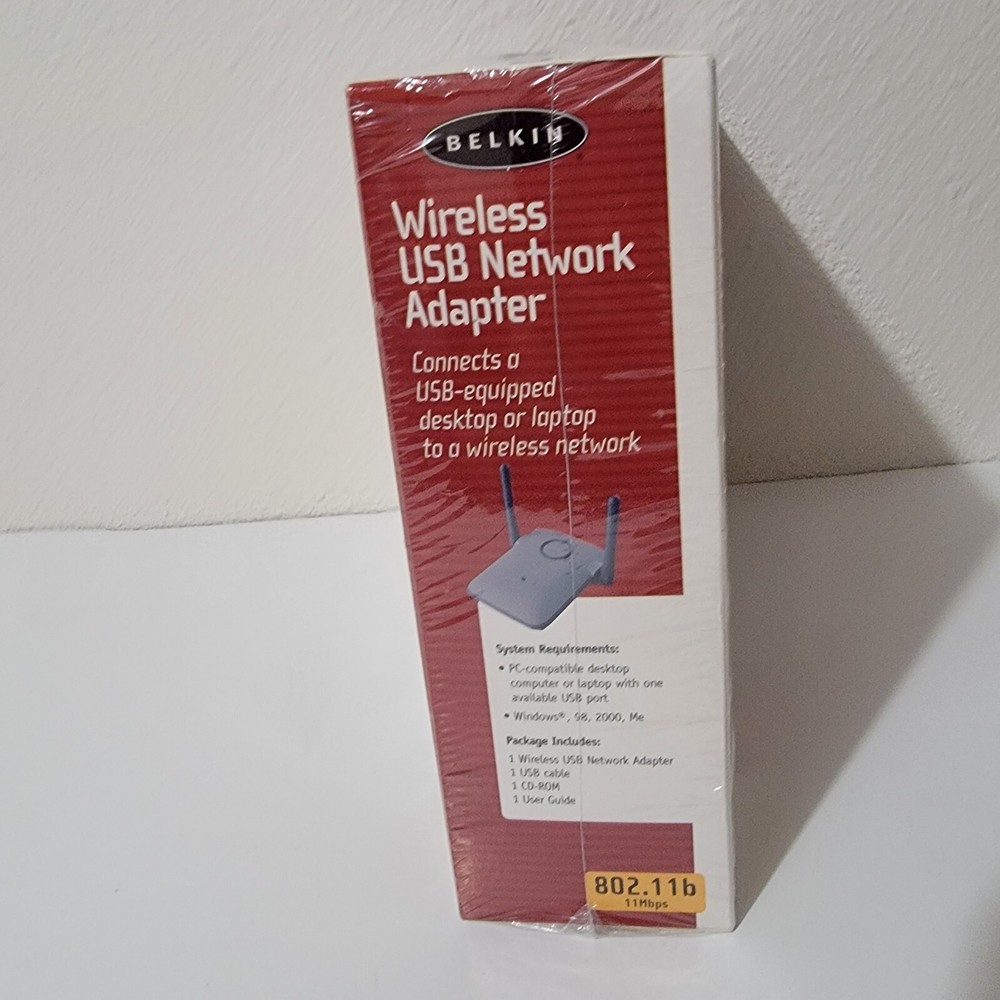 BELKIN
Wireless
USB Network
Adapter
Connects a
USB-equipped
desktop or laptop
to a wireless network
System Requirements:
• PC-compatible desktop
computer or laptop with one
available USB port
• Windows®, 98, 2000, Me
Package Includes:
1 Wireless USB Network Adapter
1 USB cable
1 CD-ROM
1 User Guide
802.11b
11Mbps